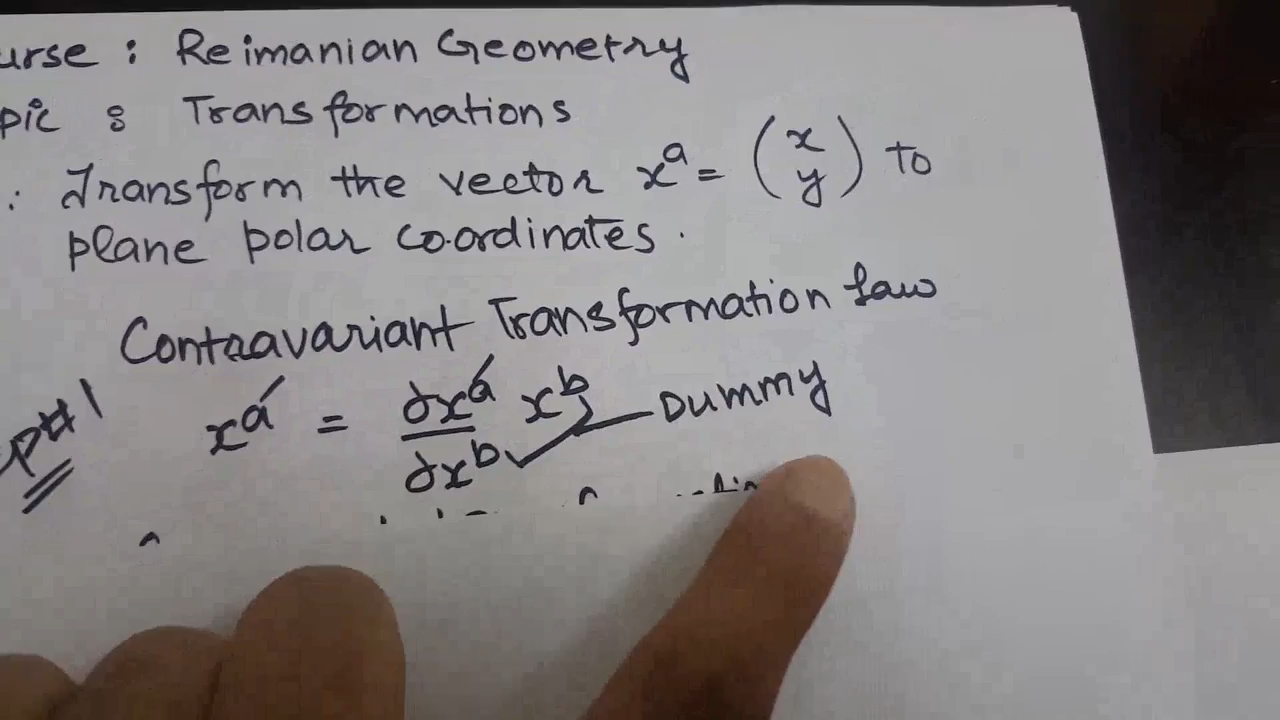 urse : Reimanian Geometry
pic : Transformations
. Transform the vector x^a = (x y) to
plane polar coordinates.
Contravariant Transformation Law
x^á = ∂x^á/∂x^b x^b Dummy